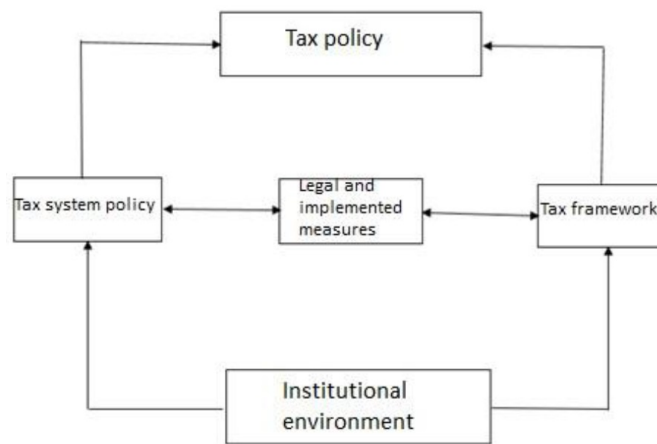 Tax policy
Tax system policy
Legal and
implemented
measures
Tax framework
Institutional
environment